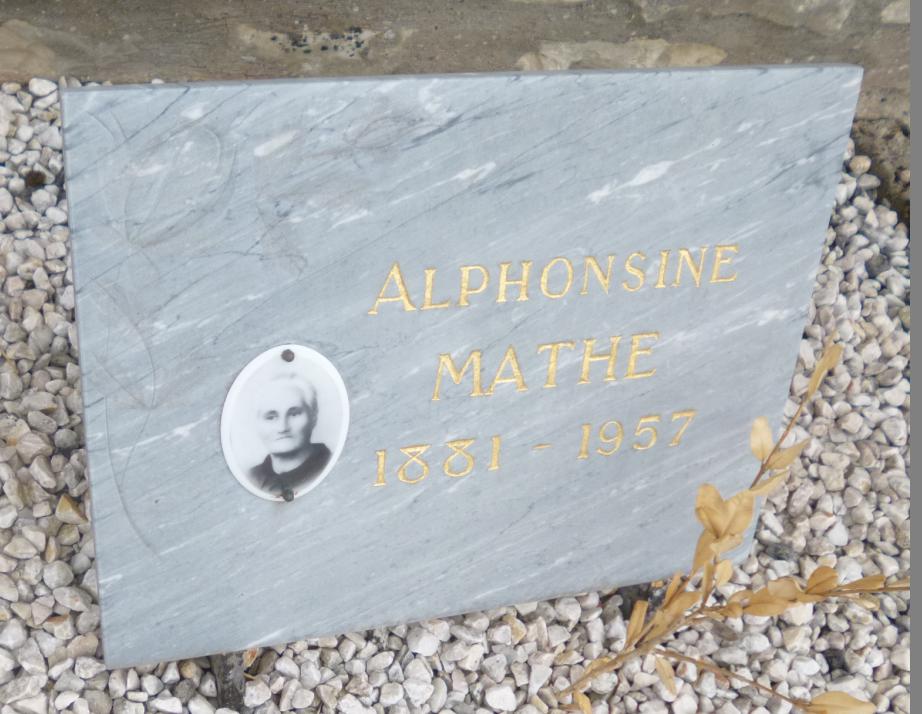 ALPHONSINE
MATHE
1881 - 1957